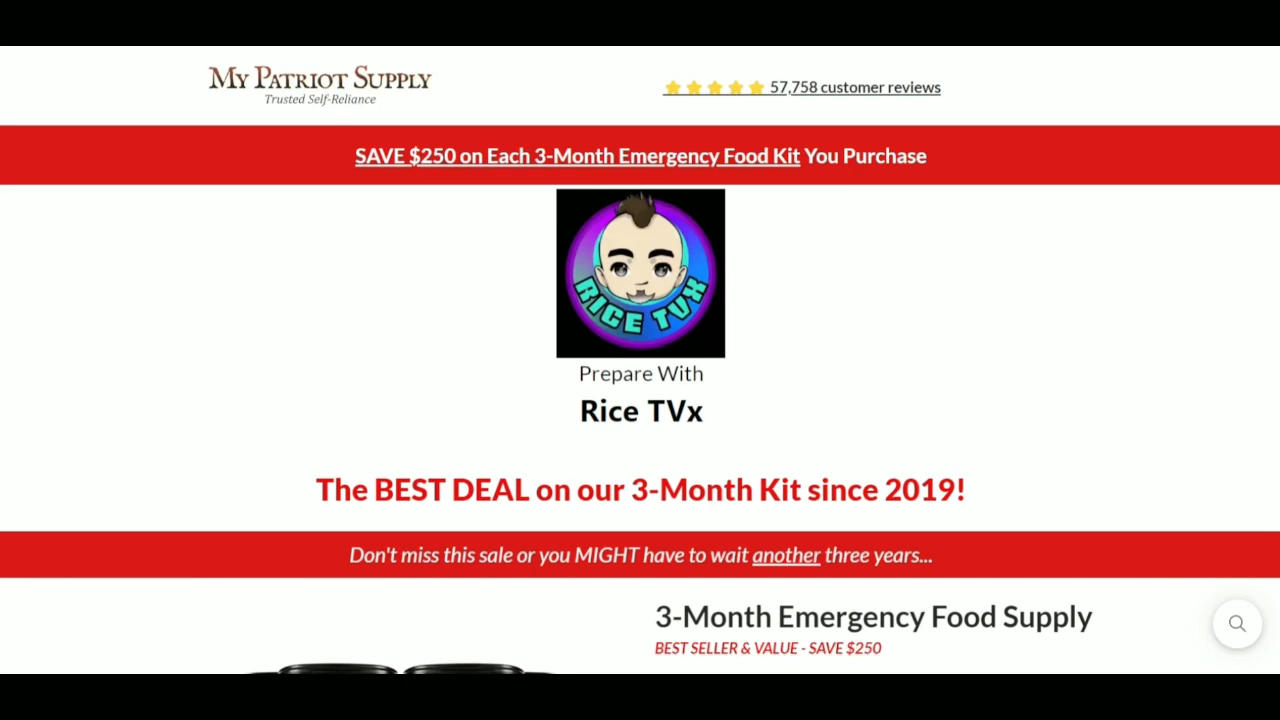 My Patriot Supply
Trusted Self-Reliance
57,758 customer reviews
SAVE $250 on Each 3-Month Emergency Food Kit You Purchase
RICE TVX
Prepare With
Rice TVx
The BEST DEAL on our 3-Month Kit since 2019!
Don't miss this sale or you MIGHT have to wait another three years...
3-Month Emergency Food Supply
BEST SELLER & VALUE - SAVE $250